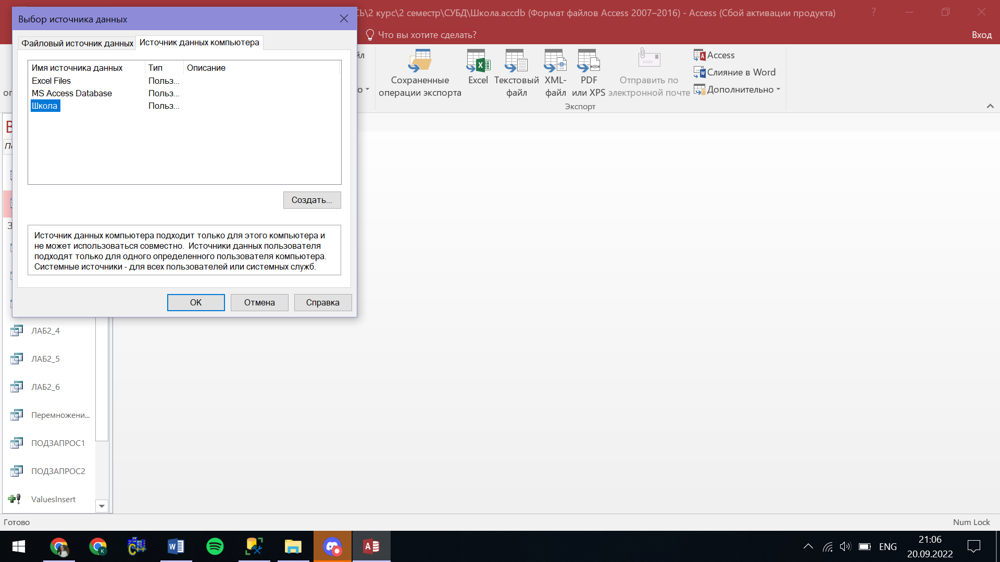 Выбор источника данных
СЬ\2 курс\2 семестр\СУБД\Школа.accdb (Формат файлов Access 2007–2016) - Access (Сбой активации продукта)
?
Что вы хотите сделать?
Вход
Файловый источник данных
Источник данных компьютера
Имя источника данных Тип Описание
Excel Files Польз...
MS Access Database Польз...
Школа Польз...
Создать...
Источник данных компьютера подходит только для этого компьютера и
не может использоваться совместно. Источники данных пользователя
подходят только для одного определенного пользователя компьютера.
Системные источники - для всех пользователей или системных служб.
OK
Отмена
Справка
Сохраненные
операции экспорта
Excel
Текстовый
файл
XML-
файл
PDF
или XPS
Отправить по
электронной почте
Access
Слияние в Word
Дополнительно
Экспорт
ЛАБ2_4
ЛАБ2_5
ЛАБ2_6
Перемножени...
ПОДЗАПРОС1
ПОДЗАПРОС2
ValuesInsert
Готово
Num Lock
ENG
21:06
20.09.2022